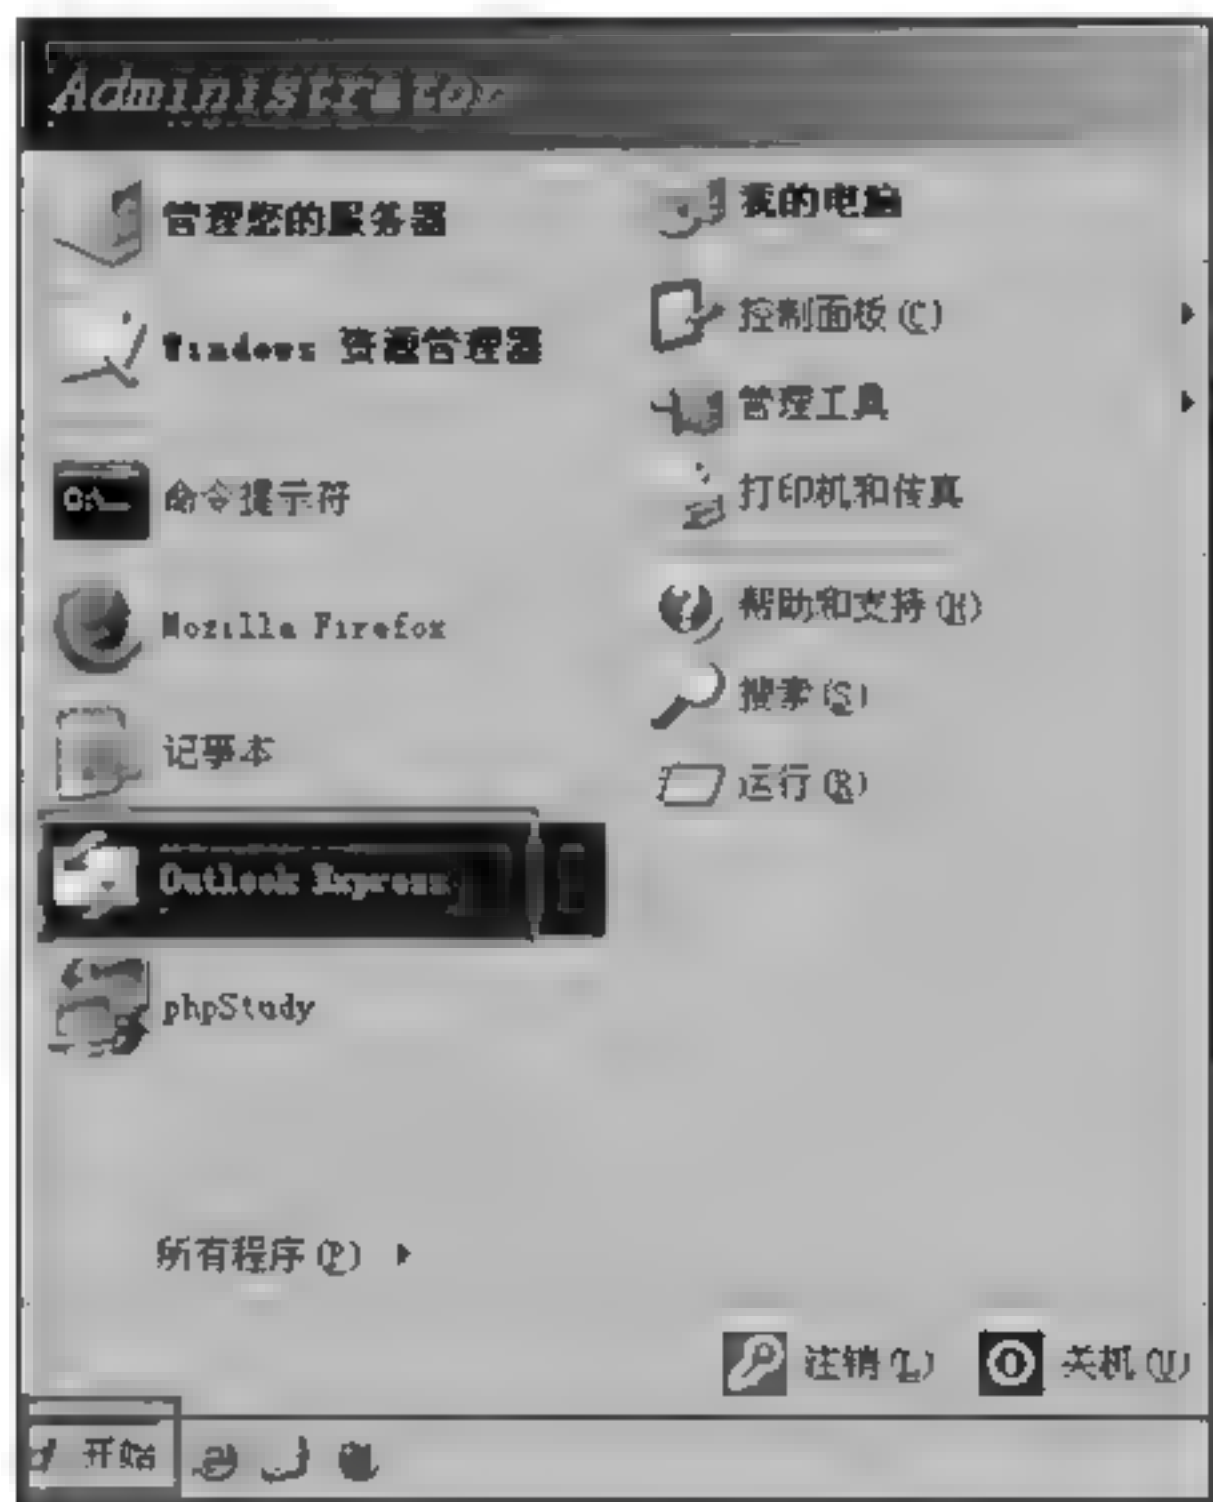 Administrator
管理您的服务器
Windows 资源管理器
命令提示符
Mozilla Firefox
记事本
Outlook Express
phpStudy
所有程序(P)
我的电脑
控制面板(C)
管理工具
打印机和传真
帮助和支持(H)
搜索(S)
运行(R)
注销(L)
关机(U)
开始